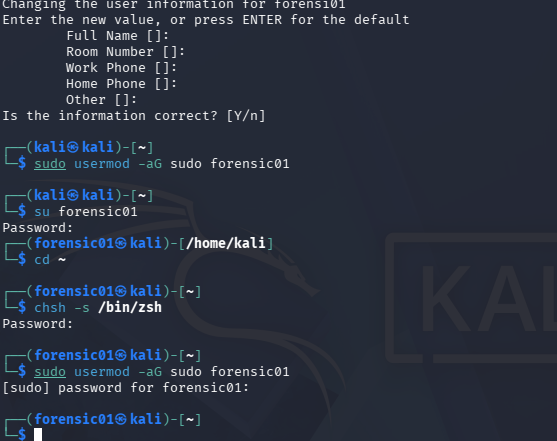 Changing the user information for forensi01
Enter the new value, or press ENTER for the default
        Full Name []:
        Room Number []:
        Work Phone []:
        Home Phone []:
        Other []:
Is the information correct? [Y/n]

┌──(kali㉿kali)-[~]
└─$ sudo usermod -aG sudo forensic01

┌──(kali㉿kali)-[~]
└─$ su forensic01
Password:
┌──(forensic01㉿kali)-[/home/kali]
└─$ cd ~

┌──(forensic01㉿kali)-[~]
└─$ chsh -s /bin/zsh
Password:

┌──(forensic01㉿kali)-[~]
└─$ sudo usermod -aG sudo forensic01
[sudo] password for forensic01:

┌──(forensic01㉿kali)-[~]
└─$
KAL